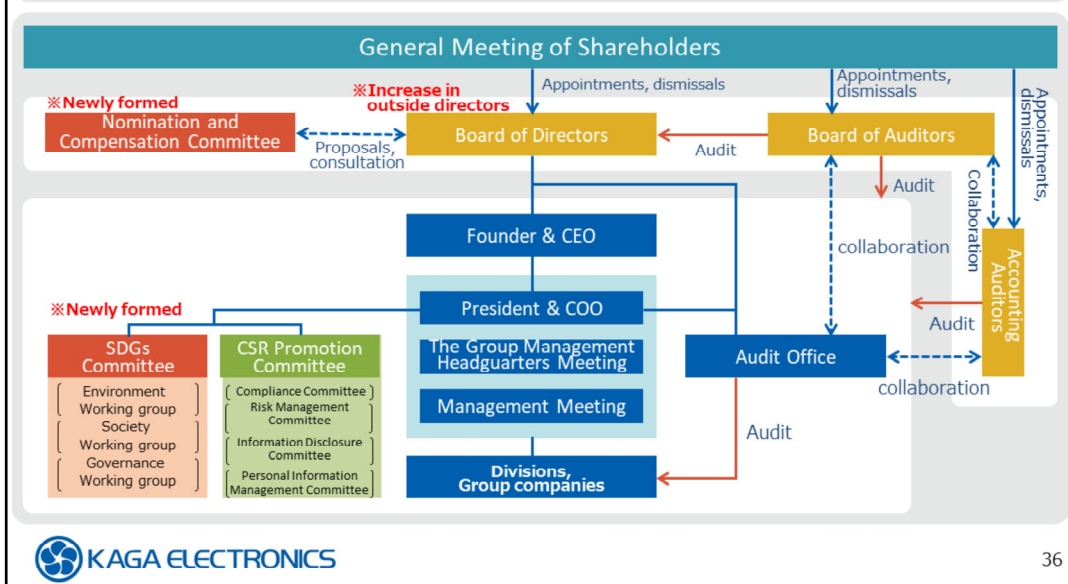 General Meeting of Shareholders
※Newly formed
Nomination and
Compensation Committee
Proposals,
consultation
※Increase in
outside directors
Appointments, dismissals
Board of Directors
Audit
Appointments,
dismissals
Board of Auditors
Audit
Appointments,
dismissals
Collaboration
Accounting
Auditors
collaboration
Founder & CEO
※Newly formed
President & COO
Audit
SDGs
Committee
CSR Promotion
Committee
The Group Management
Headquarters Meeting
Audit Office
collaboration
Environment
Working group
Society
Working group
Governance
Working group
Compliance Committee
Risk Management
Committee
Information Disclosure
Committee
Personal Information
Management Committee
Management Meeting
Audit
Divisions,
Group companies
KAGA ELECTRONICS
36